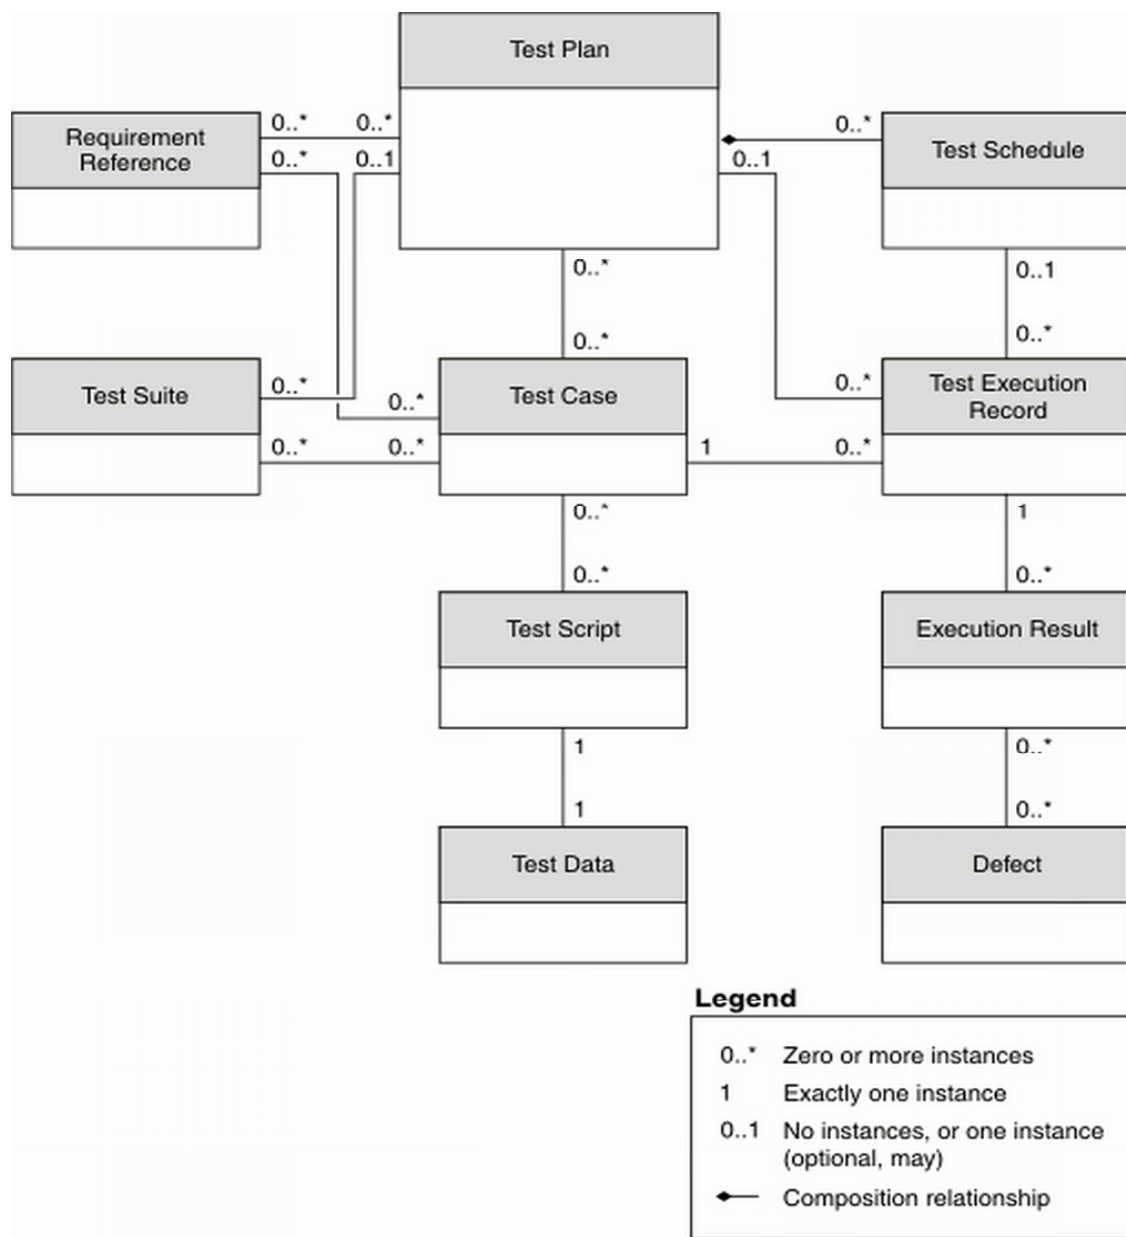 Test Plan
0..* 0..* 0..*
Requirement
Reference
Test Schedule
0..* 0..1 0..1
0..* 0..1
0..* 0..*
Test Suite
Test Case
Test Execution
Record
0..* 0..* 0..*
0..* 0..* 1 0..*
0..* 1
0..* 0..*
Test Script
Execution Result
1 0..*
1 0..*
Test Data
Defect
Legend
0..* Zero or more instances
1 Exactly one instance
0..1 No instances, or one instance
(optional, may)
Composition relationship